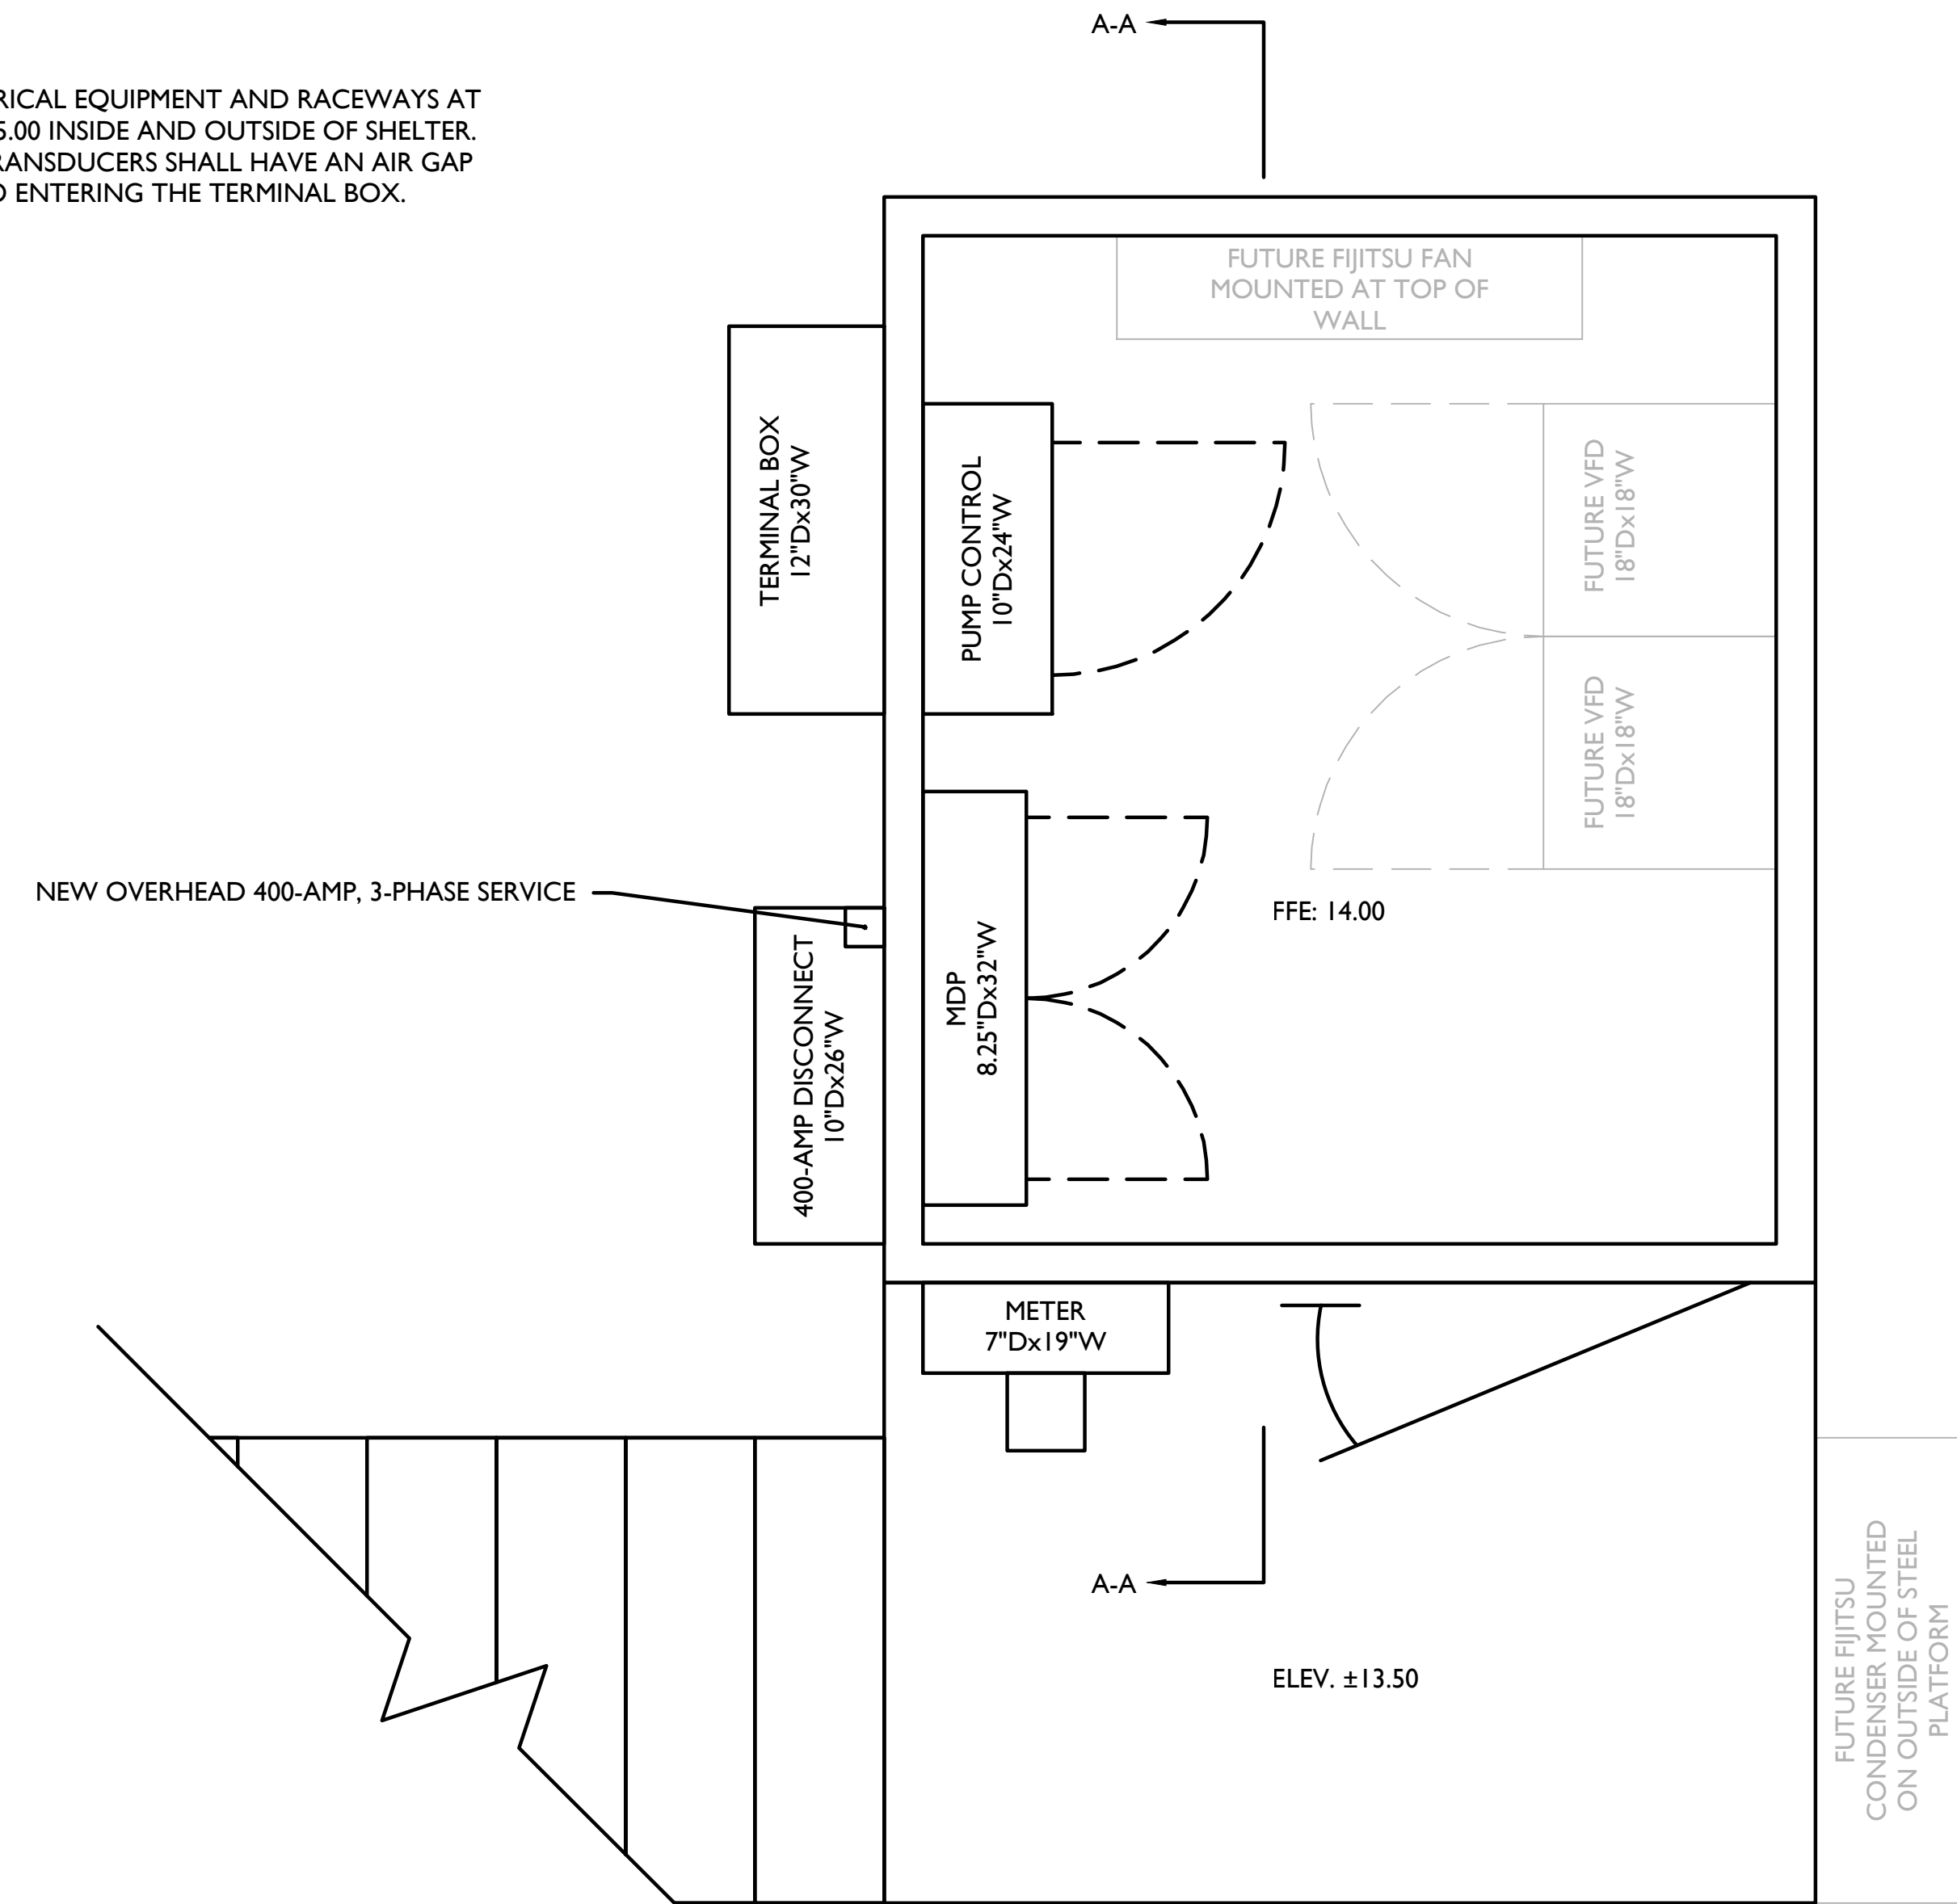 A-A
RICAL EQUIPMENT AND RACEWAYS AT
5.00 INSIDE AND OUTSIDE OF SHELTER.
RANSDUCERS SHALL HAVE AN AIR GAP
ENTERING THE TERMINAL BOX.
FUTURE FIJITSU FAN
MOUNTED AT TOP OF
WALL
TERMINAL BOX
12"Dx30"W
PUMP CONTROL
10"Dx24"W
FUTURE VFD
18"Dx18"W
FUTURE VFD
18"Dx18"W
NEW OVERHEAD 400-AMP, 3-PHASE SERVICE
FFE: 14.00
400-AMP DISCONNECT
10"Dx26"W
MDP
8.25"Dx32"W
METER
7"Dx19"W
A-A
ELEV. ±13.50
FUTURE FIJITSU
CONDENSER MOUNTED
ON OUTSIDE OF STEEL
PLATFORM